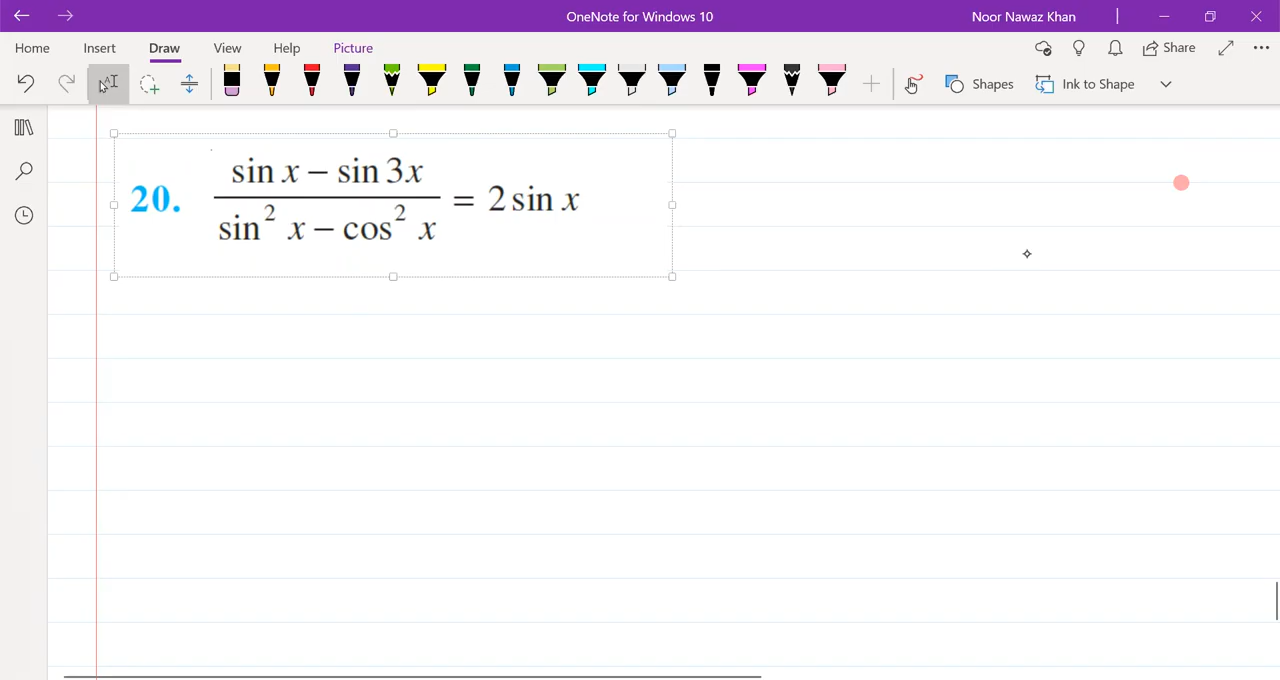 OneNote for Windows 10
Noor Nawaz Khan
Home Insert Draw View Help Picture
Share
Shapes
Ink to Shape
20. sin x – sin 3x / sin² x – cos² x = 2 sin x